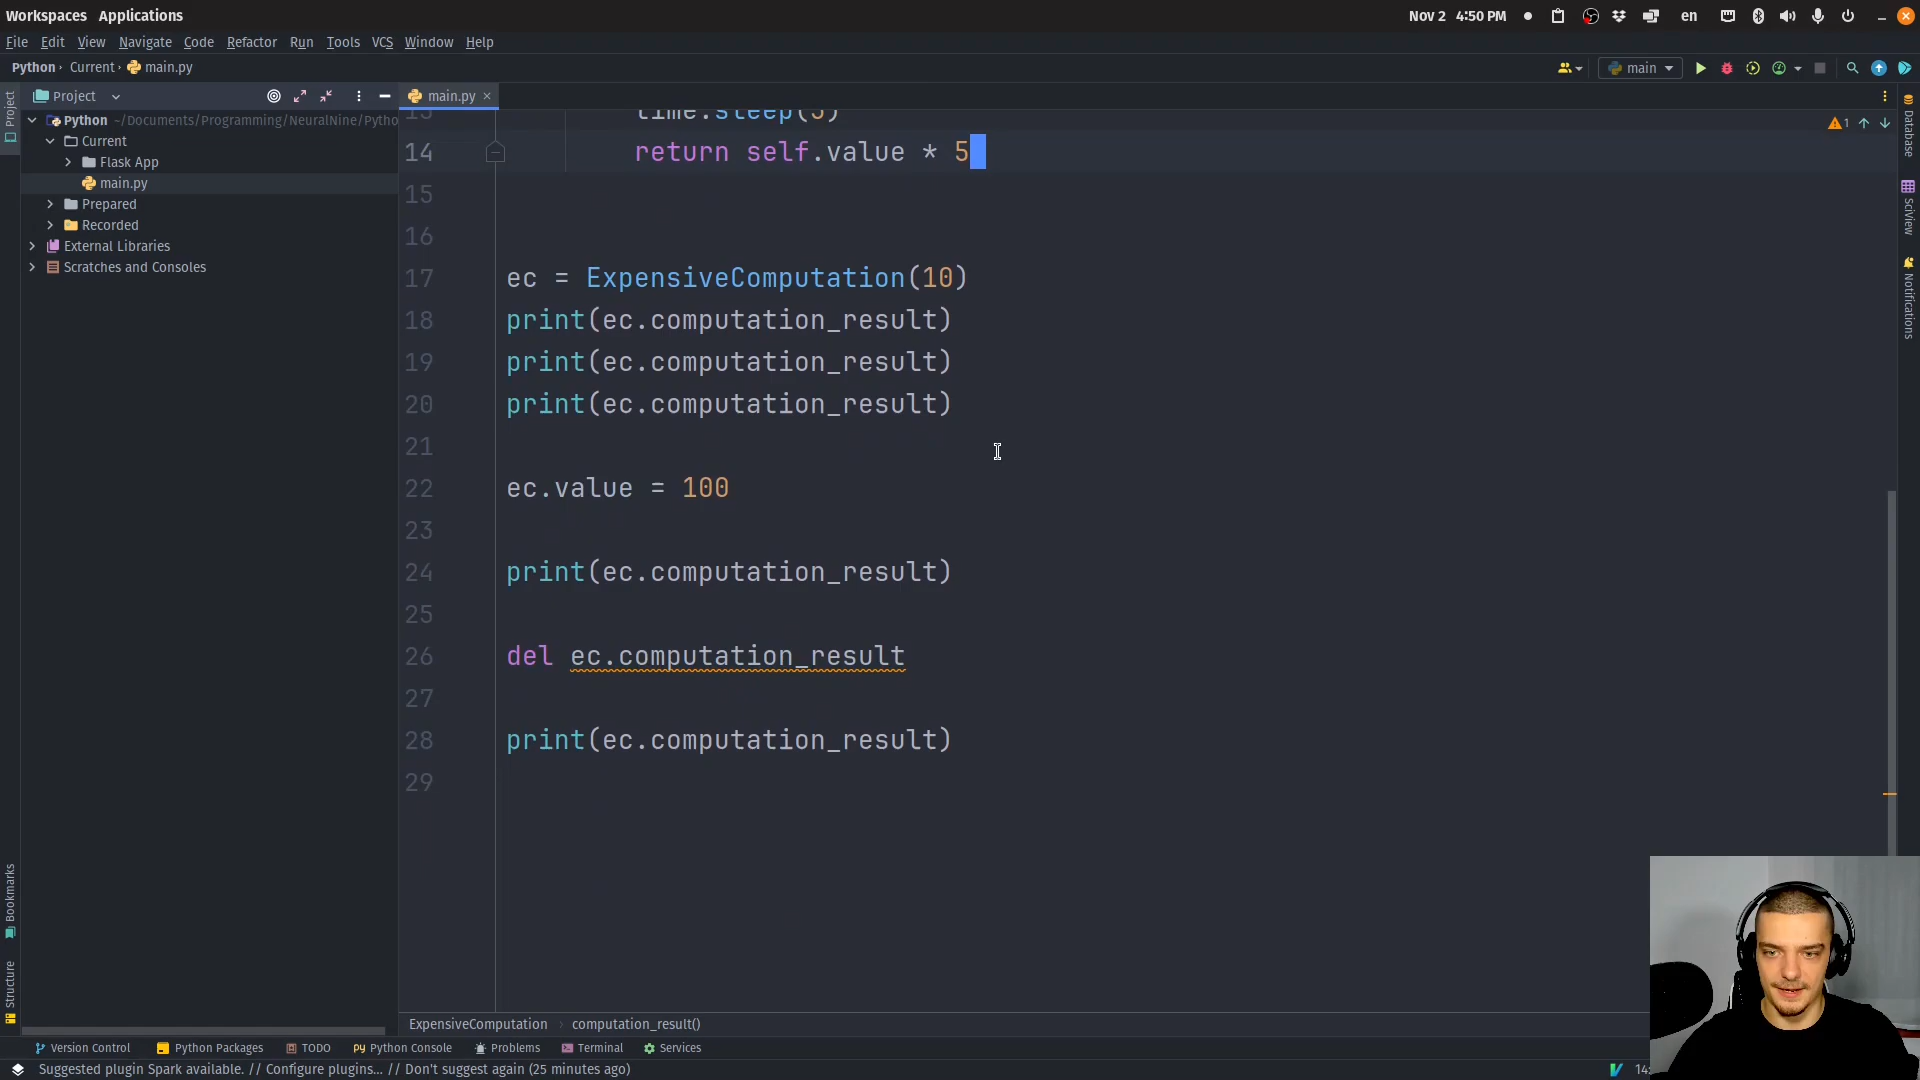 Workspaces Applications
Nov 2 4:50 PM
en
File Edit View Navigate Code Refactor Run Tools VCS Window Help
Python Current main.py
main
Project
main.py
Python ~/Documents/Programming/NeuralNine/Pytho
Current
Flask App
main.py
Prepared
Recorded
External Libraries
Scratches and Consoles
Project
Bookmarks
Structure
Database
SciView
Notifications
1
13 time.sleep(5)
14 return self.value * 5
15
16
17 ec = ExpensiveComputation(10)
18 print(ec.computation_result)
19 print(ec.computation_result)
20 print(ec.computation_result)
21
22 ec.value = 100
23
24 print(ec.computation_result)
25
26 del ec.computation_result
27
28 print(ec.computation_result)
29
ExpensiveComputation computation_result()
Version Control Python Packages TODO Python Console Problems Terminal Services
Suggested plugin Spark available. // Configure plugins... // Don't suggest again (25 minutes ago)